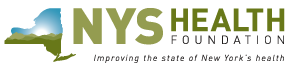 NYS HEALTH
FOUNDATION
Improving the state of New York's health